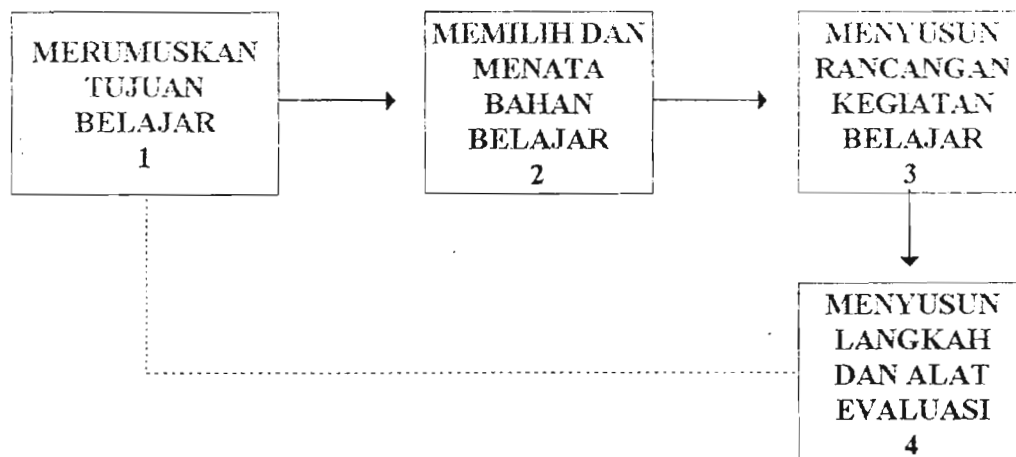 MERUMUSKAN
TUJUAN
BELAJAR
1
MEMILIH DAN
MENATA
BAHAN
BELAJAR
2
MENYUSUN
RANCANGAN
KEGIATAN
BELAJAR
3
MENYUSUN
LANGKAH
DAN ALAT
EVALUASI
4